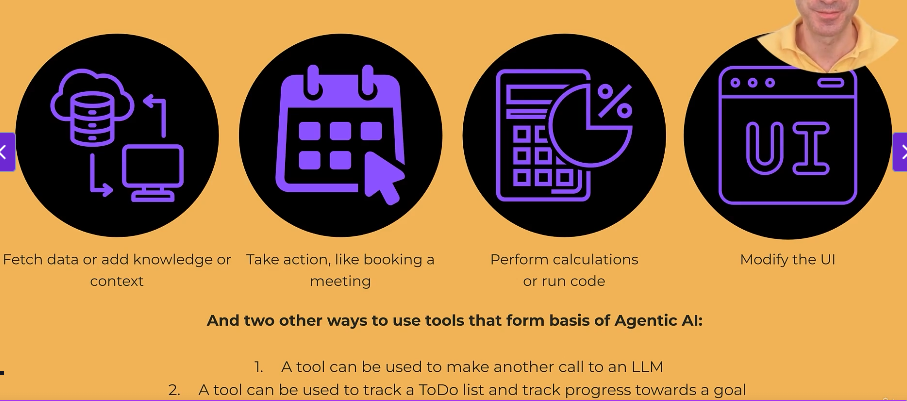 %
UI
Fetch data or add knowledge or
context
Take action, like booking a
meeting
Perform calculations
or run code
Modify the UI
And two other ways to use tools that form basis of Agentic AI:
1. A tool can be used to make another call to an LLM
2. A tool can be used to track a ToDo list and track progress towards a goal